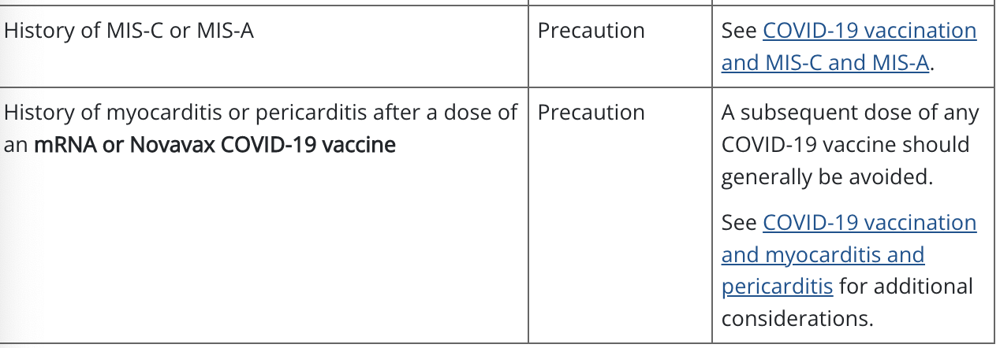 History of MIS-C or MIS-A
Precaution
See COVID-19 vaccination
and MIS-C and MIS-A.
History of myocarditis or pericarditis after a dose of
an mRNA or Novavax COVID-19 vaccine
Precaution
A subsequent dose of any
COVID-19 vaccine should
generally be avoided.
See COVID-19 vaccination
and myocarditis and
pericarditis for additional
considerations.